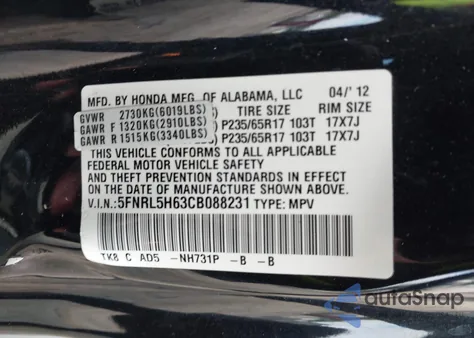 MFD. BY HONDA MFG. OF ALABAMA, LLC 04/'12
GVWR 2730KG(6019LBS) TIRE SIZE RIM SIZE
GAWR F 1320KG(2910LBS) P235/65R17 103T 17X7J
GAWR R 1515KG(3340LBS) P235/65R17 103T 17X7J
THIS VEHICLE CONFORMS TO ALL APPLICABLE
FEDERAL MOTOR VEHICLE SAFETY
AND THEFT PREVENTION STANDARDS IN EFFECT ON
THE DATE OF MANUFACTURE SHOWN ABOVE.
V.I.N.:5FNRL5H63CB088231 TYPE: MPV
TK8 C AD5 -NH731P -B -B
autoSnap